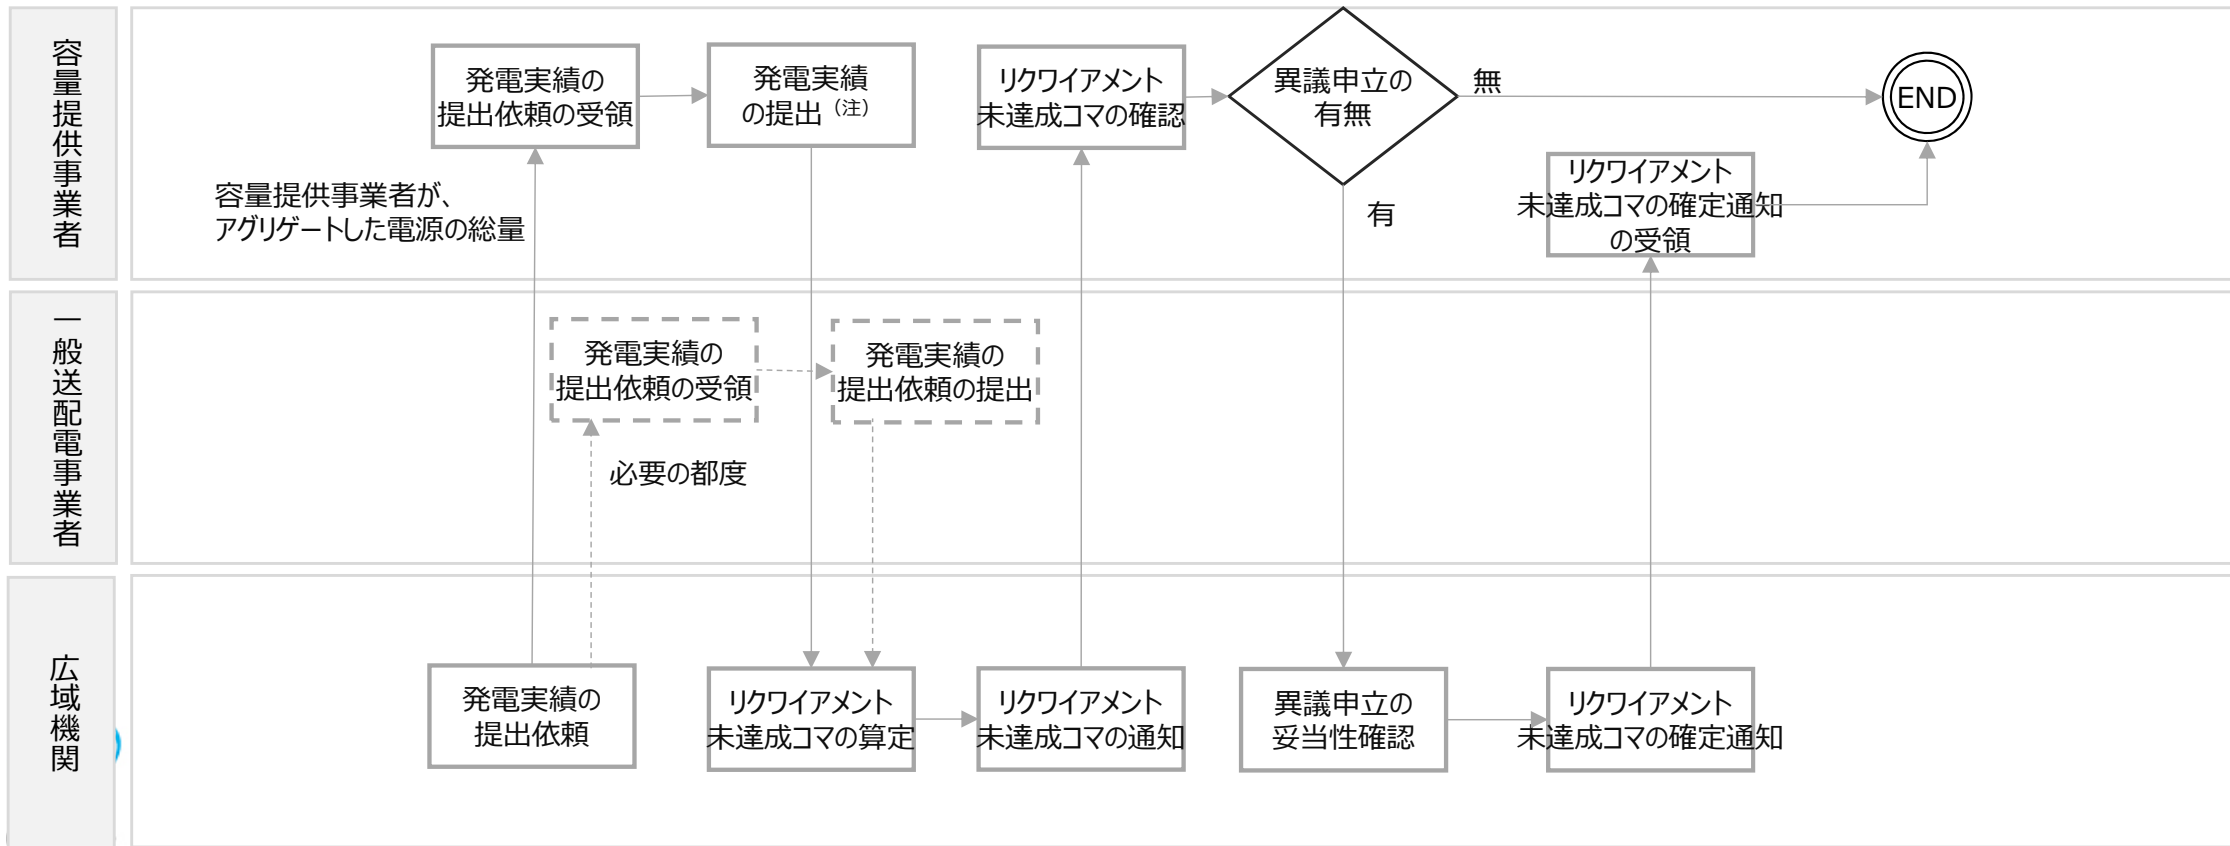 容量提供事業者
発電実績の
提出依頼の受領
発電実績
の提出（注）
リクワイアメント
未達成コマの確認
異議申立の
有無
無
END
有
リクワイアメント
未達成コマの確定通知
の受領
容量提供事業者が、
アグリゲートした電源の総量
一般送配電事業者
発電実績の
提出依頼の受領
発電実績の
提出依頼の提出
必要の都度
広域機関
発電実績の
提出依頼
リクワイアメント
未達成コマの算定
リクワイアメント
未達成コマの通知
異議申立の
妥当性確認
リクワイアメント
未達成コマの確定通知